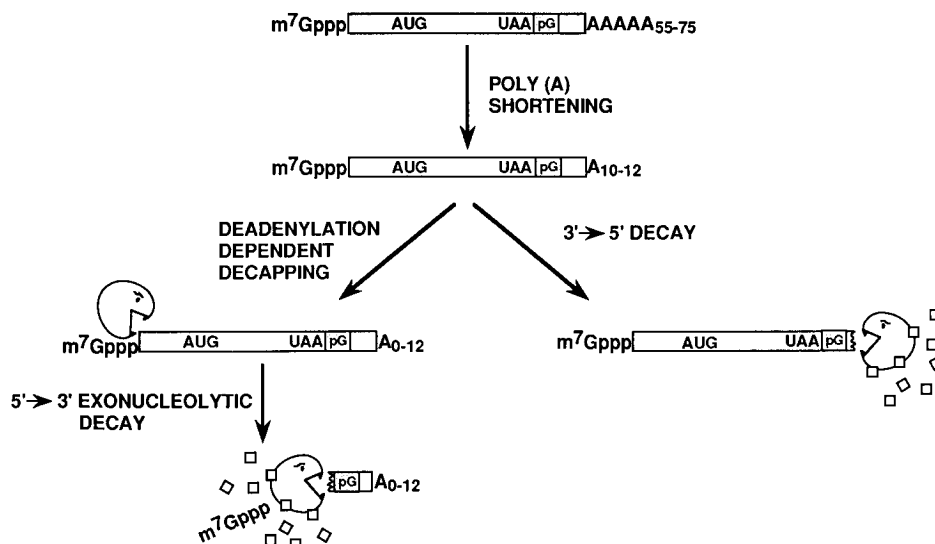 m⁷Gppp AUG UAA pG AAAAA₅₅₋₇₅
POLY (A)
SHORTENING
m⁷Gppp AUG UAA pG A₁₀₋₁₂
DEADENYLATION
DEPENDENT
DECAPPING
3'→ 5' DECAY
m⁷Gppp AUG UAA pG A₀₋₁₂
m⁷Gppp AUG UAA pG
5'→ 3' EXONUCLEOLYTIC
DECAY
pG A₀₋₁₂
m⁷Gppp